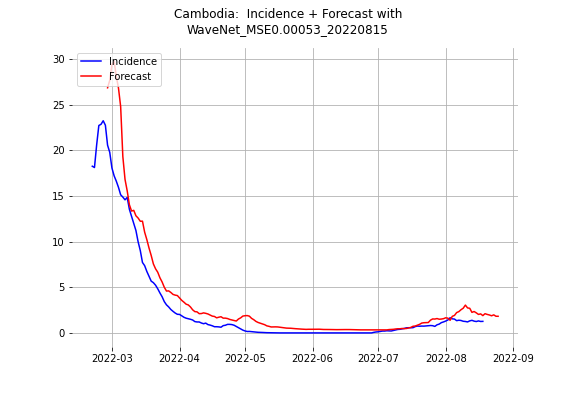 Cambodia:  Incidence + Forecast with
WaveNet_MSE0.00053_20220815
Incidence
Forecast
30
25
20
15
10
5
0
2022-03 2022-04 2022-05 2022-06 2022-07 2022-08 2022-09